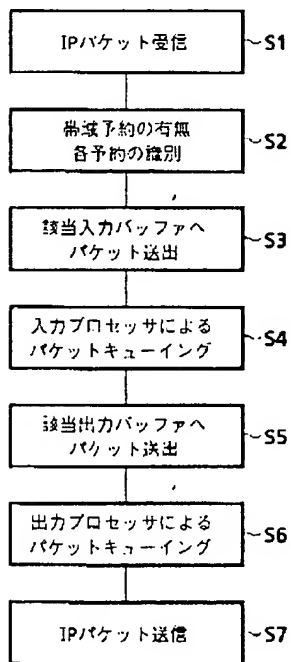 IPパケット受信
S1
帯域予約の有無
各予約の識別
S2
該当入力バッファへ
パケット送出
S3
入力プロセッサによる
パケットキューイング
S4
該当出力バッファへ
パケット送出
S5
出力プロセッサによる
パケットキューイング
S6
IPパケット送信
S7